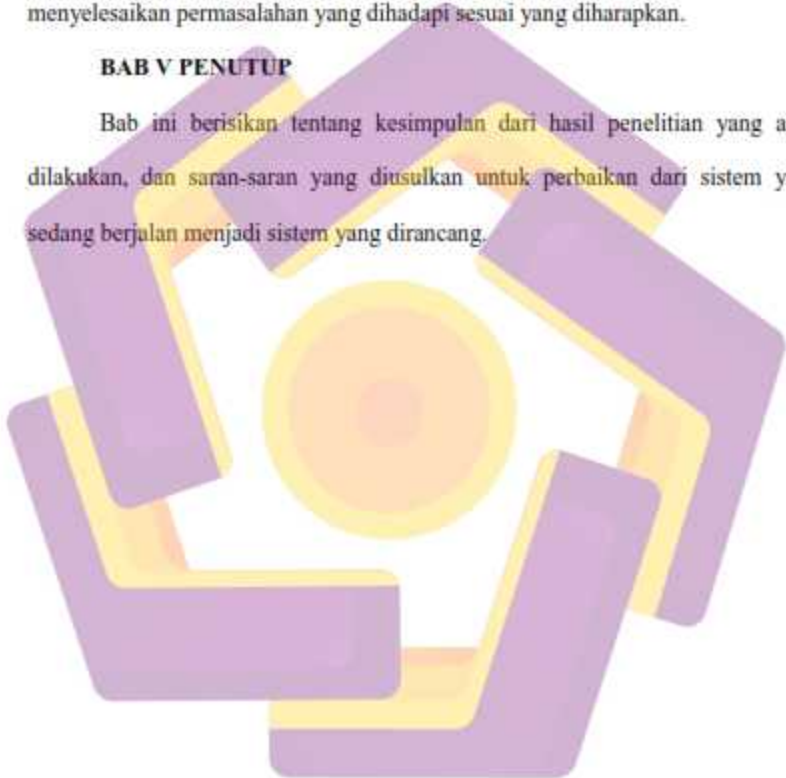 menyelesaikan permasalahan yang dihadapi sesuai yang diharapkan.
BAB V PENUTUP
Bab ini berisikan tentang kesimpulan dari hasil penelitian yang a
dilakukan, dan saran-saran yang diusulkan untuk perbaikan dari sistem y
sedang berjalan menjadi sistem yang dirancang.